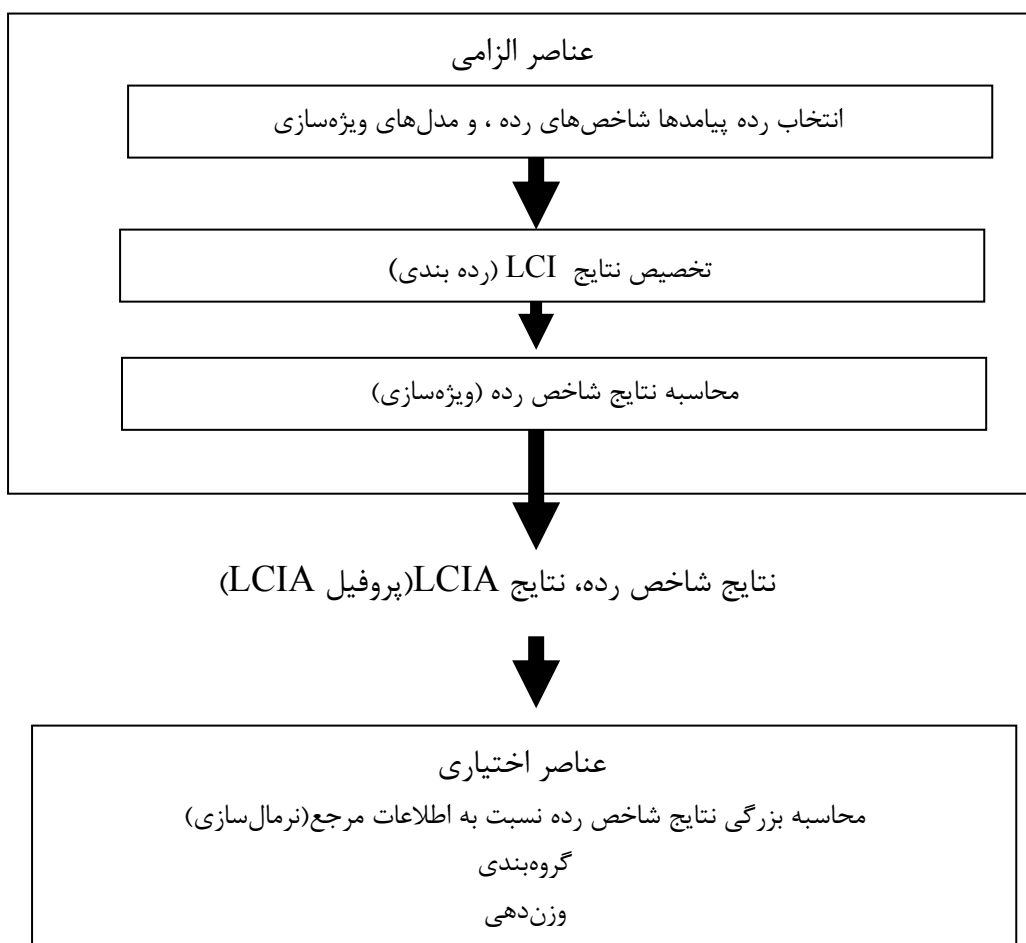 عناصر الزامی
انتخاب رده پیامدها شاخص‌های رده ، و مدل‌های ویژه‌سازی
تخصیص نتایج LCI (رده بندی)
محاسبه نتایج شاخص رده (ویژه‌سازی)
نتایج شاخص رده، نتایج LCIA(پروفیل LCIA)
عناصر اختیاری
محاسبه بزرگی نتایج شاخص رده نسبت به اطلاعات مرجع(نرمال‌سازی)
گروه‌بندی
وزن‌دهی